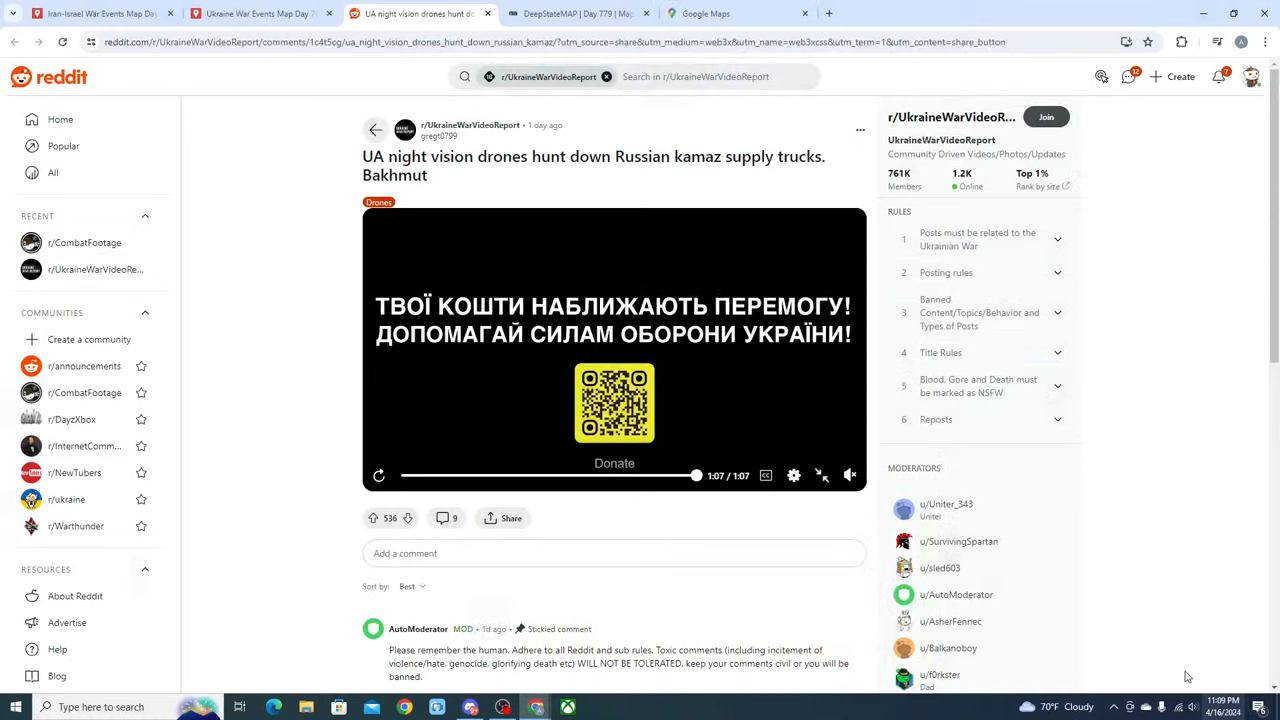 Iran-Israel War Events Map Day
Ukraine War Events Map Day 7
UA night vision drones hunt do
DeepStateMAP | Day 779 | Map
Google Maps
reddit.com/r/UkraineWarVideoReport/comments/1c4t5cg/ua_night_vision_drones_hunt_down_russian_kamaz/?utm_source=share&utm_medium=web3x&utm_name=web3xcss&utm_term=1&utm_content=share_button
A
reddit
r/UkraineWarVideoReport
Search in r/UkraineWarVideoReport
12
Create
7
Home
Popular
All
RECENT
r/CombatFootage
r/UkraineWarVideoRe...
COMMUNITIES
Create a community
r/announcements
r/CombatFootage
r/DayzXbox
r/InternetComm...
r/NewTubers
r/ukraine
r/Warthunder
RESOURCES
About Reddit
Advertise
Help
Blog
r/UkraineWarVideoReport • 1 day ago
gregt0799
UA night vision drones hunt down Russian kamaz supply trucks.
Bakhmut
Drones
ТВОЇ КОШТИ НАБЛИЖАЮТЬ ПЕРЕМОГУ!
ДОПОМАГАЙ СИЛАМ ОБОРОНИ УКРАЇНИ!
Donate
1:07 / 1:07
CC
536
9
Share
Add a comment
Sort by: Best
AutoModerator MOD • 1d ago • Stickied comment
Please remember the human. Adhere to all Reddit and sub rules. Toxic comments (including incitement of
violence/hate, genocide, glorifying death etc) WILL NOT BE TOLERATED, keep your comments civil or you will be
banned.
r/UkraineWarVideoR...
Join
UkraineWarVideoReport
Community Driven Videos/Photos/Updates
761K 1.2K Top 1%
Members Online Rank by size
RULES
1 Posts must be related to the
Ukrainian War
2 Posting rules
3 Banned
Content/Topics/Behavior and
Types of Posts
4 Title Rules
5 Blood, Gore and Death must
be marked as NSFW
6 Reposts
MODERATORS
u/Uniter_343
Uniter
u/SurvivingSpartan
u/sled603
u/AutoModerator
u/AsherFennec
u/Balkanoboy
u/f0rkster
Dad
Type here to search
70°F Cloudy
11:09 PM
4/16/2024